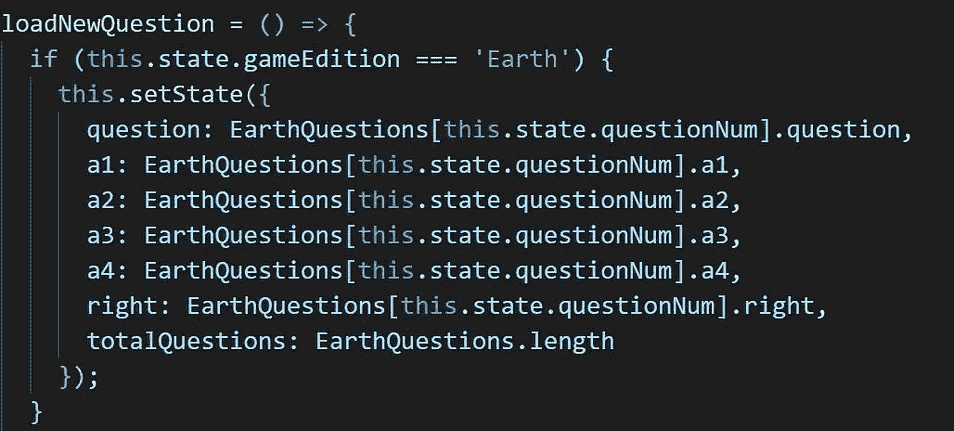 loadNewQuestion = () => {
if (this.state.gameEdition === 'Earth') {
this.setState({
question: EarthQuestions[this.state.questionNum].question,
a1: EarthQuestions[this.state.questionNum].a1,
a2: EarthQuestions[this.state.questionNum].a2,
a3: EarthQuestions[this.state.questionNum].a3,
a4: EarthQuestions[this.state.questionNum].a4,
right: EarthQuestions[this.state.questionNum].right,
totalQuestions: EarthQuestions.length
});
}